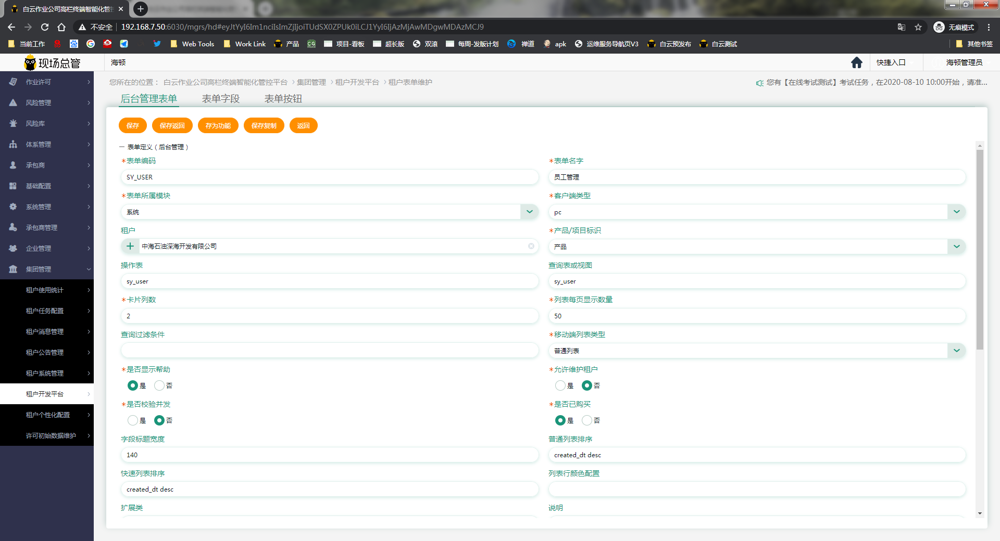 白云作业公司高栏终端智能化管控
不安全 192.168.7.50:6030/mgrs/hd#eyJtYyI6Im1nciIsImZjIjoiTUdSX0ZPUk0iLCJ1YyI6IjAzMjAwMDgwMDAzMCJ9 无痕模式
当前工作 Web Tools Work Link 产品 CG 项目-看板 超长版 双滚 每周-发版计划 禅道 apk 运维服务导航页V3 白云预发布 白云测试 其他书签
现场总管 海顿 快捷入口 海顿管理员
作业许可
风险管理
风险库
体系管理
承包商
基础配置
系统管理
承包商管理
企业管理
集团管理
租户使用统计
租户任务配置
租户消息管理
租户公告管理
租户系统管理
租户开发平台
租户个性化配置
许可初始数据维护
您所在的位置： 白云作业公司高栏终端智能化管控平台 > 集团管理 > 租户开发平台 > 租户表单维护
您有【在线考试测试】考试任务，在2020-08-10 10:00开始，请准...
后台管理表单 表单字段 表单按钮
保存 保存返回 存为功能 保存复制 返回
表单定义（后台管理）
*表单编码 *表单名字
SY_USER 员工管理
*表单所属模块 *客户端类型
系统 pc
租户 *产品/项目标识
中海石油深海开发有限公司 产品
操作表 查询表或视图
sy_user sy_user
*卡片列数 *列表每页显示数量
2 50
查询过滤条件 *移动端列表类型
普通列表
*是否显示帮助 *允许维护租户
是 否 是 否
*是否校验并发 *是否已购买
是 否 是 否
字段标题宽度 普通列表排序
140 created_dt desc
快速列表排序 列表行颜色配置
created_dt desc
扩展类 说明